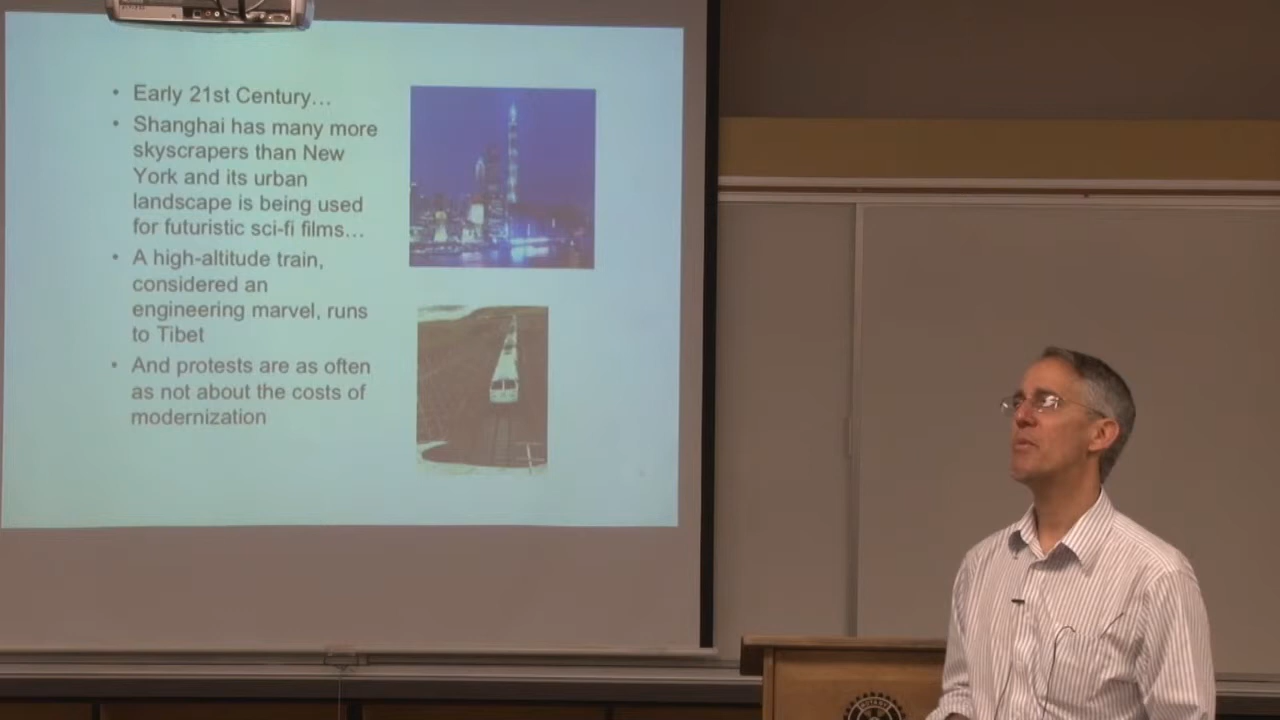 • Early 21st Century…
• Shanghai has many more
skyscrapers than New
York and its urban
landscape is being used
for futuristic sci-fi films…
• A high-altitude train,
considered an
engineering marvel, runs
to Tibet
• And protests are as often
as not about the costs of
modernization